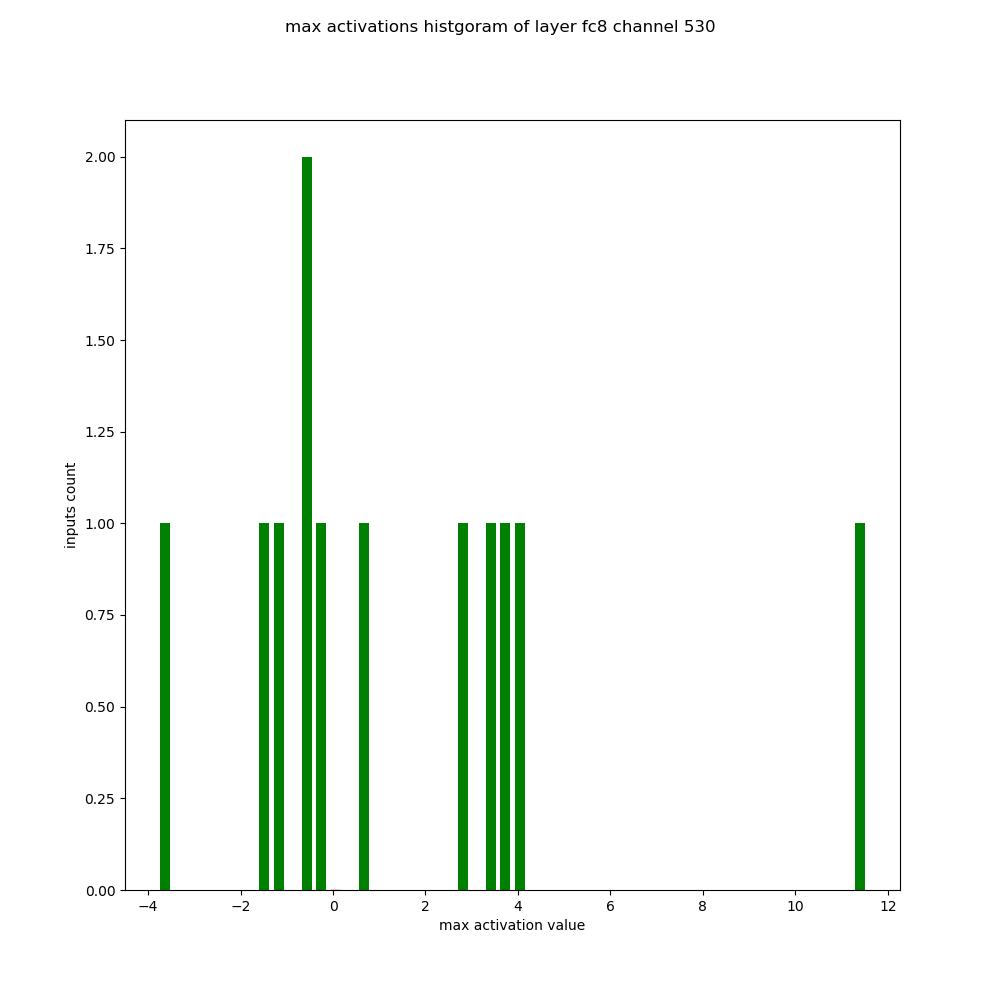 max activations histgoram of layer fc8 channel 530
2.00
1.75
1.50
1.25
1.00
0.75
0.50
0.25
0.00
inputs count
−4 −2 0 2 4 6 8 10 12
max activation value